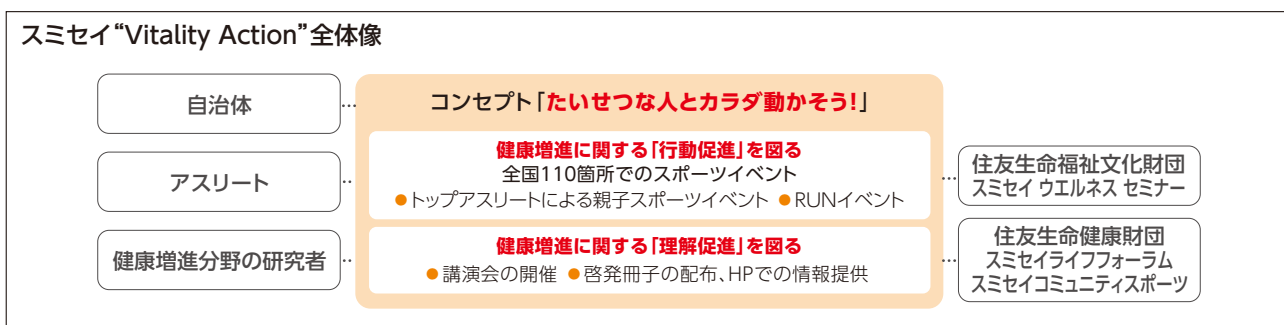 スミセイ“Vitality Action”全体像
自治体
アスリート
健康増進分野の研究者
コンセプト「たいせつな人とカラダ動かそう!」
健康増進に関する「行動促進」を図る
全国110箇所でのスポーツイベント
●トップアスリートによる親子スポーツイベント ●RUNイベント
健康増進に関する「理解促進」を図る
●講演会の開催 ●啓発冊子の配布、HPでの情報提供
住友生命福祉文化財団
スミセイ ウエルネス セミナー
住友生命健康財団
スミセイライフフォーラム
スミセイコミュニティスポーツ